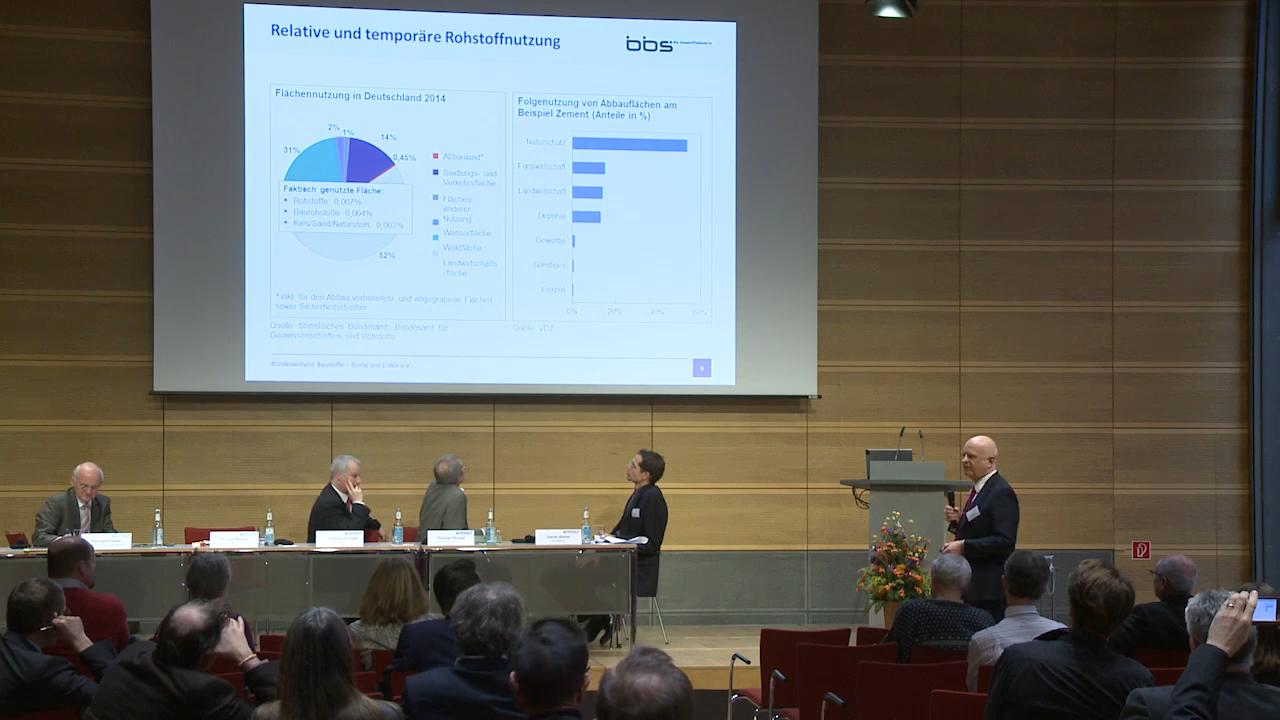 Relative und temporäre Rohstoffnutzung
bbs die baustoffindustrie
Flächennutzung in Deutschland 2014
2%
1%
14%
31%
0,45%
Faktisch genutzte Fläche:
• Rohstoffe: 0,007%
• Baurohstoffe: 0,004%
• Kies/Sand/Naturstein: 0,003%
52%
Abbauland*
Siedlungs- und
Verkehrsfläche
Flächen
anderer
Nutzung
Wasserfläche
Waldfläche
Landwirtschafts
-fläche
* inkl. für den Abbau vorbereitete und abgegrabene Flächen
sowie Sicherheitsstreifen
Quelle: Statistisches Bundesamt, Bundesamt für
Geowissenschaften und Rohstoffe
Folgenutzung von Abbauflächen am
Beispiel Zement (Anteile in %)
Naturschutz
Forstwirtschaft
Landwirtschaft
Deponie
Gewerbe
Sonstiges
Freizeit
0% 20% 40% 60%
Quelle: VDZ
Bundesverband Baustoffe – Steine und Erden e.V.
6